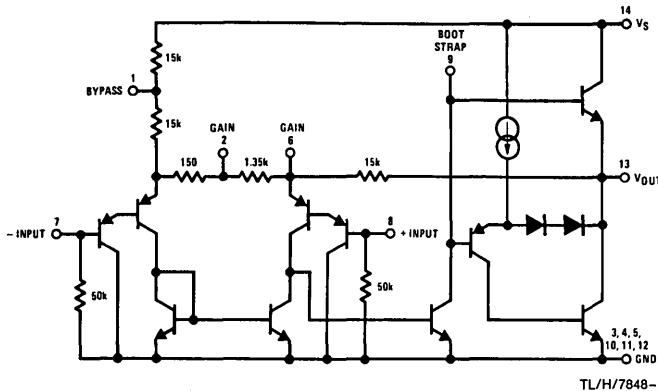 14
VS
BOOT
STRAP
9
15k
1
BYPASS
15k
GAIN
2
GAIN
6
150
1.35k
15k
13
VOUT
7
– INPUT
8
+ INPUT
50k
50k
3, 4, 5,
10, 11, 12
GND
TL/H/7848–